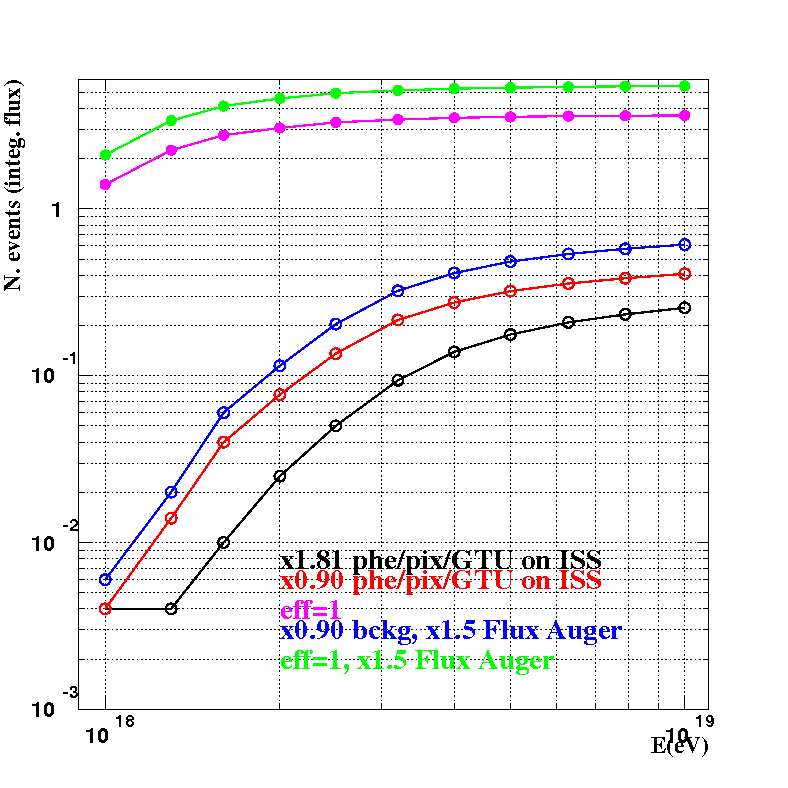 N. events (integ. flux)
1
10 -1
10 -2
10 -3
x1.81 phe/pix/GTU on ISS
x0.90 phe/pix/GTU on ISS
eff=1
x0.90 bckg, x1.5 Flux Auger
eff=1, x1.5 Flux Auger
10 18
10 19
E(eV)